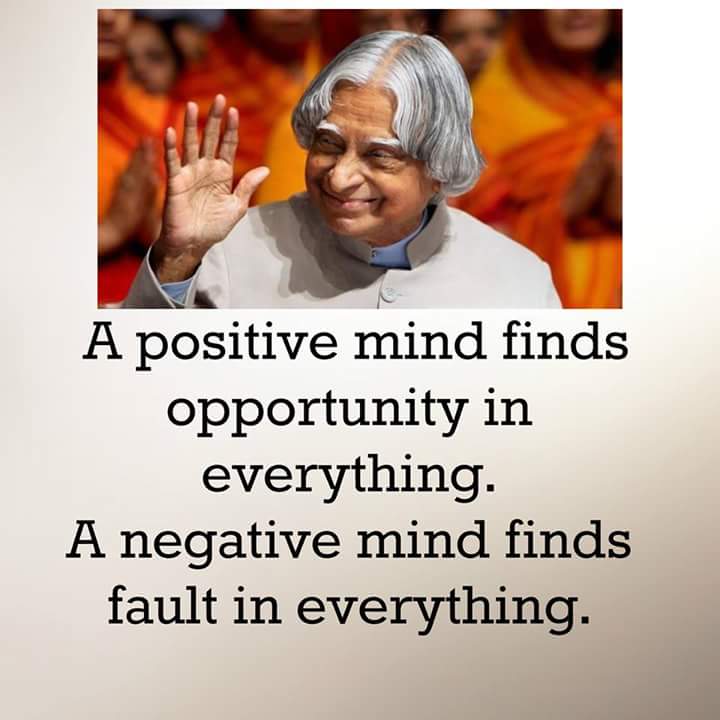 A positive mind finds
opportunity in
everything.
A negative mind finds
fault in everything.